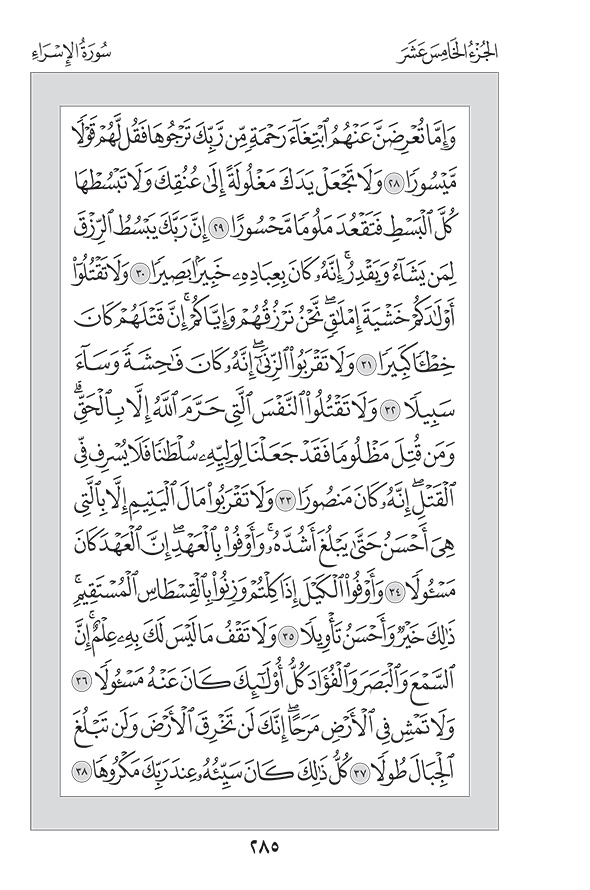 الجُزْءُ الخَامِسَ عَشَرَ سُورَةُ الإِسْرَاءِ
وَإِمَّا تُعْرِضَنَّ عَنْهُمُ ٱبْتِغَآءَ رَحْمَةٍ مِّن رَّبِّكَ تَرْجُوهَا فَقُل لَّهُمْ قَوْلًا
مَّيْسُورًا ٢٨ وَلَا تَجْعَلْ يَدَكَ مَغْلُولَةً إِلَىٰ عُنُقِكَ وَلَا تَبْسُطْهَا
كُلَّ ٱلْبَسْطِ فَتَقْعُدَ مَلُومًا مَّحْسُورًا ٢٩ إِنَّ رَبَّكَ يَبْسُطُ ٱلرِّزْقَ
لِمَن يَشَآءُ وَيَقْدِرُ ۚ إِنَّهُۥ كَانَ بِعِبَادِهِۦ خَبِيرًۢا بَصِيرًا ٣٠ وَلَا تَقْتُلُوٓا۟
أَوْلَـٰدَكُمْ خَشْيَةَ إِمْلَـٰقٍ ۖ نَّحْنُ نَرْزُقُهُمْ وَإِيَّاكُمْ ۚ إِنَّ قَتْلَهُمْ كَانَ
خِطْـًٔا كَبِيرًا ٣١ وَلَا تَقْرَبُوا۟ ٱلزِّنَىٰٓ ۖ إِنَّهُۥ كَانَ فَـٰحِشَةً وَسَآءَ
سَبِيلًا ٣٢ وَلَا تَقْتُلُوا۟ ٱلنَّفْسَ ٱلَّتِى حَرَّمَ ٱللَّهُ إِلَّا بِٱلْحَقِّ ۗ
وَمَن قُتِلَ مَظْلُومًا فَقَدْ جَعَلْنَا لِوَلِيِّهِۦ سُلْطَـٰنًا فَلَا يُسْرِف فِّى
ٱلْقَتْلِ ۖ إِنَّهُۥ كَانَ مَنصُورًا ٣٣ وَلَا تَقْرَبُوا۟ مَالَ ٱلْيَتِيمِ إِلَّا بِٱلَّتِى
هِىَ أَحْسَنُ حَتَّىٰ يَبْلُغَ أَشُدَّهُۥ ۚ وَأَوْفُوا۟ بِٱلْعَهْدِ ۖ إِنَّ ٱلْعَهْدَ كَانَ
مَسْـُٔولًا ٣٤ وَأَوْفُوا۟ ٱلْكَيْلَ إِذَا كِلْتُمْ وَزِنُوا۟ بِٱلْقِسْطَاسِ ٱلْمُسْتَقِيمِ ۚ
ذَٰلِكَ خَيْرٌ وَأَحْسَنُ تَأْوِيلًا ٣٥ وَلَا تَقْفُ مَا لَيْسَ لَكَ بِهِۦ عِلْمٌ ۚ إِنَّ
ٱلسَّمْعَ وَٱلْبَصَرَ وَٱلْفُؤَادَ كُلُّ أُو۟لَـٰٓئِكَ كَانَ عَنْهُ مَسْـُٔولًا ٣٦
وَلَا تَمْشِ فِى ٱلْأَرْضِ مَرَحًا ۖ إِنَّكَ لَن تَخْرِقَ ٱلْأَرْضَ وَلَن تَبْلُغَ
ٱلْجِبَالَ طُولًا ٣٧ كُلُّ ذَٰلِكَ كَانَ سَيِّئُهُۥ عِندَ رَبِّكَ مَكْرُوهًا ٣٨
٢٨٥